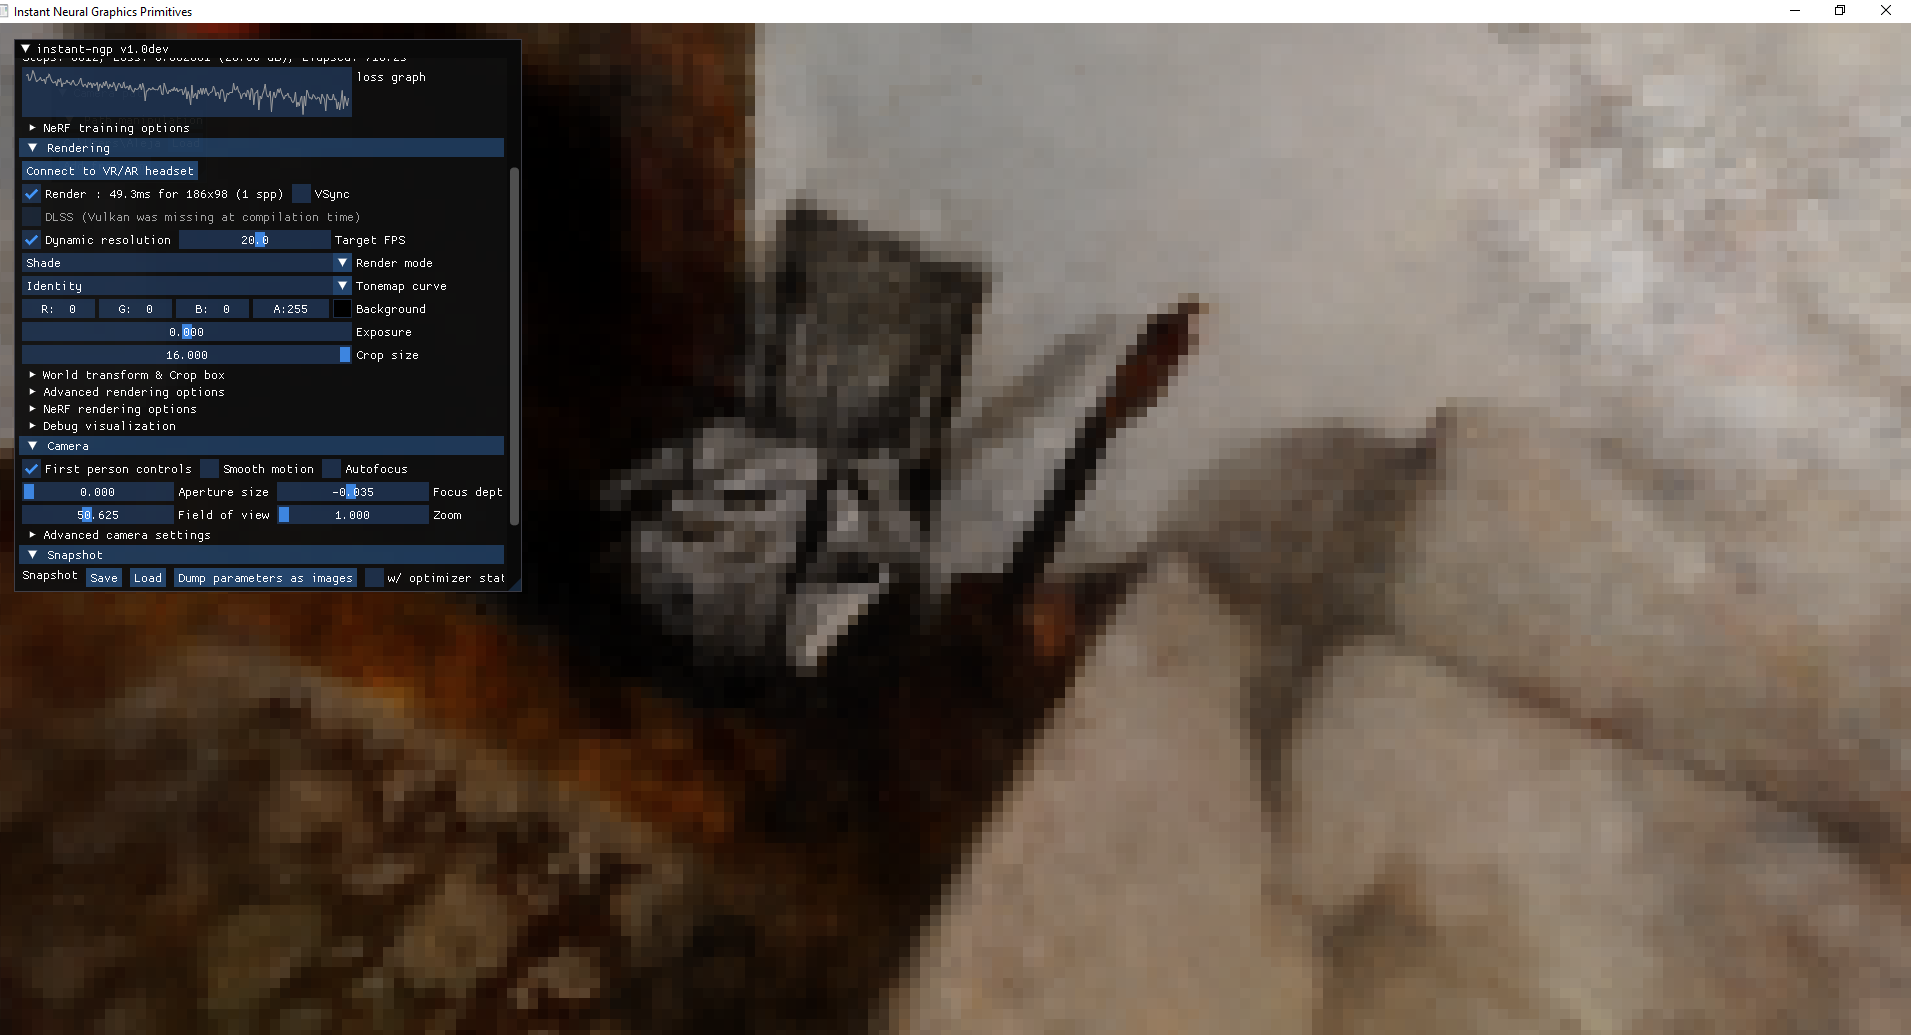 Instant Neural Graphics Primitives
instant-ngp v1.0dev
loss graph
NeRF training options
Rendering
Connect to VR/AR headset
Render : 49.3ms for 186x98 (1 spp) VSync
DLSS (Vulkan was missing at compilation time)
Dynamic resolution 20.0 Target FPS
Shade Render mode
Identity Tonemap curve
R: 0 G: 0 B: 0 A:255 Background
0.000 Exposure
16.000 Crop size
World transform & Crop box
Advanced rendering options
NeRF rendering options
Debug visualization
Camera
First person controls Smooth motion Autofocus
0.000 Aperture size -0.035 Focus dept
50.625 Field of view 1.000 Zoom
Advanced camera settings
Snapshot
Snapshot Save Load Dump parameters as images w/ optimizer stat